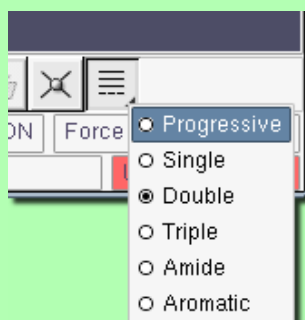 ON Force
Progressive
Single
Double
Triple
Amide
Aromatic